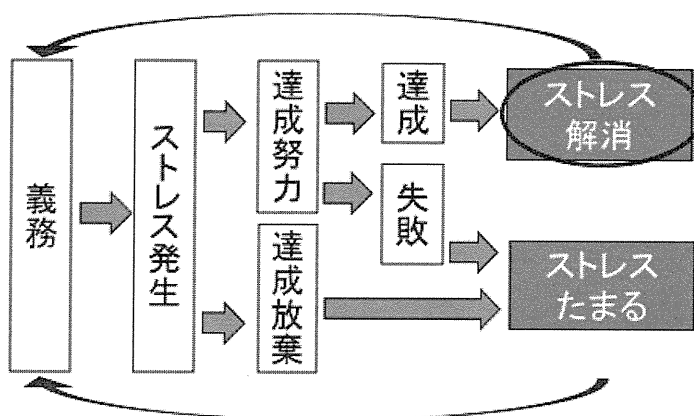 義務
ストレス発生
達成努力
達成
ストレス
解消
失敗
達成放棄
ストレス
たまる